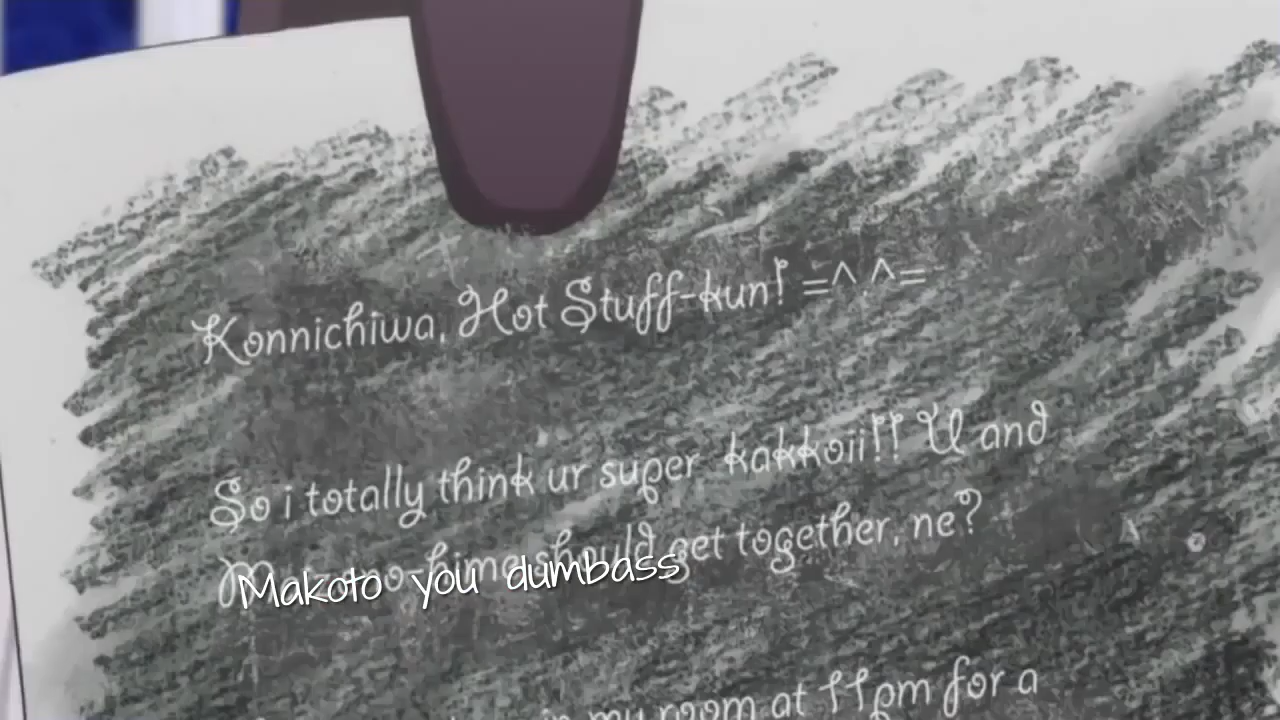 Konnichiwa, Hot Stuff-kun! =^.^=
So i totally think ur super kakkoii!! U and
should get together, ne?
Makoto you dumbass
in my room at 11pm for a